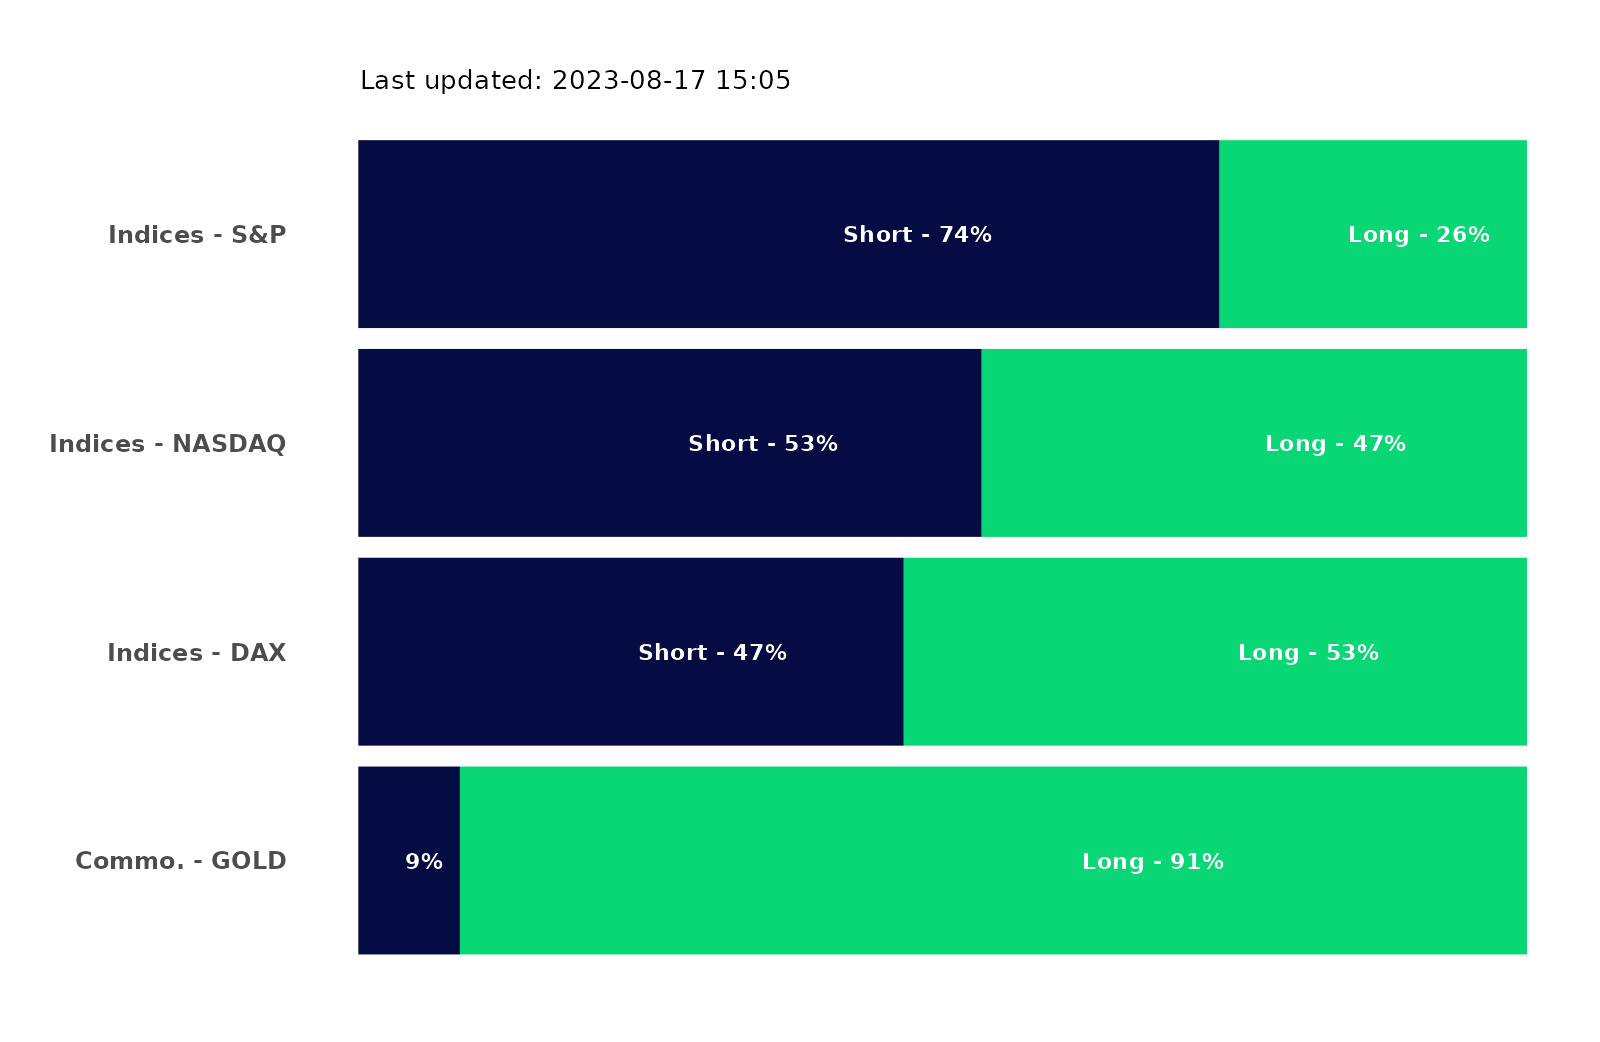 Last updated: 2023-08-17 15:05
Indices - S&P
Short - 74%
Long - 26%
Indices - NASDAQ
Short - 53%
Long - 47%
Indices - DAX
Short - 47%
Long - 53%
Commo. - GOLD
9%
Long - 91%